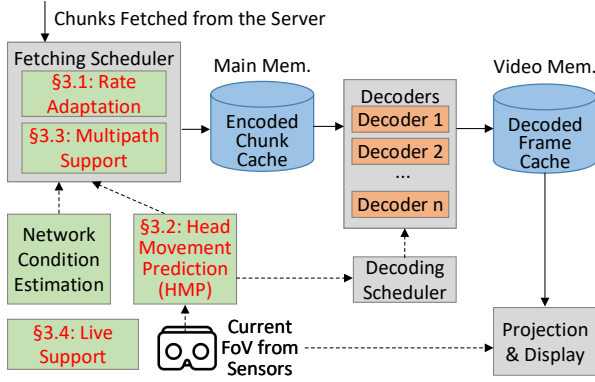 Chunks Fetched from the Server
Fetching Scheduler
§3.1: Rate
Adaptation
§3.3: Multipath
Support
Main Mem.
Encoded
Chunk
Cache
Decoders
Decoder 1
Decoder 2
...
Decoder n
Video Mem.
Decoded
Frame
Cache
Network
Condition
Estimation
§3.2: Head
Movement
Prediction
(HMP)
Decoding
Scheduler
§3.4: Live
Support
Current
FoV from
Sensors
Projection
& Display